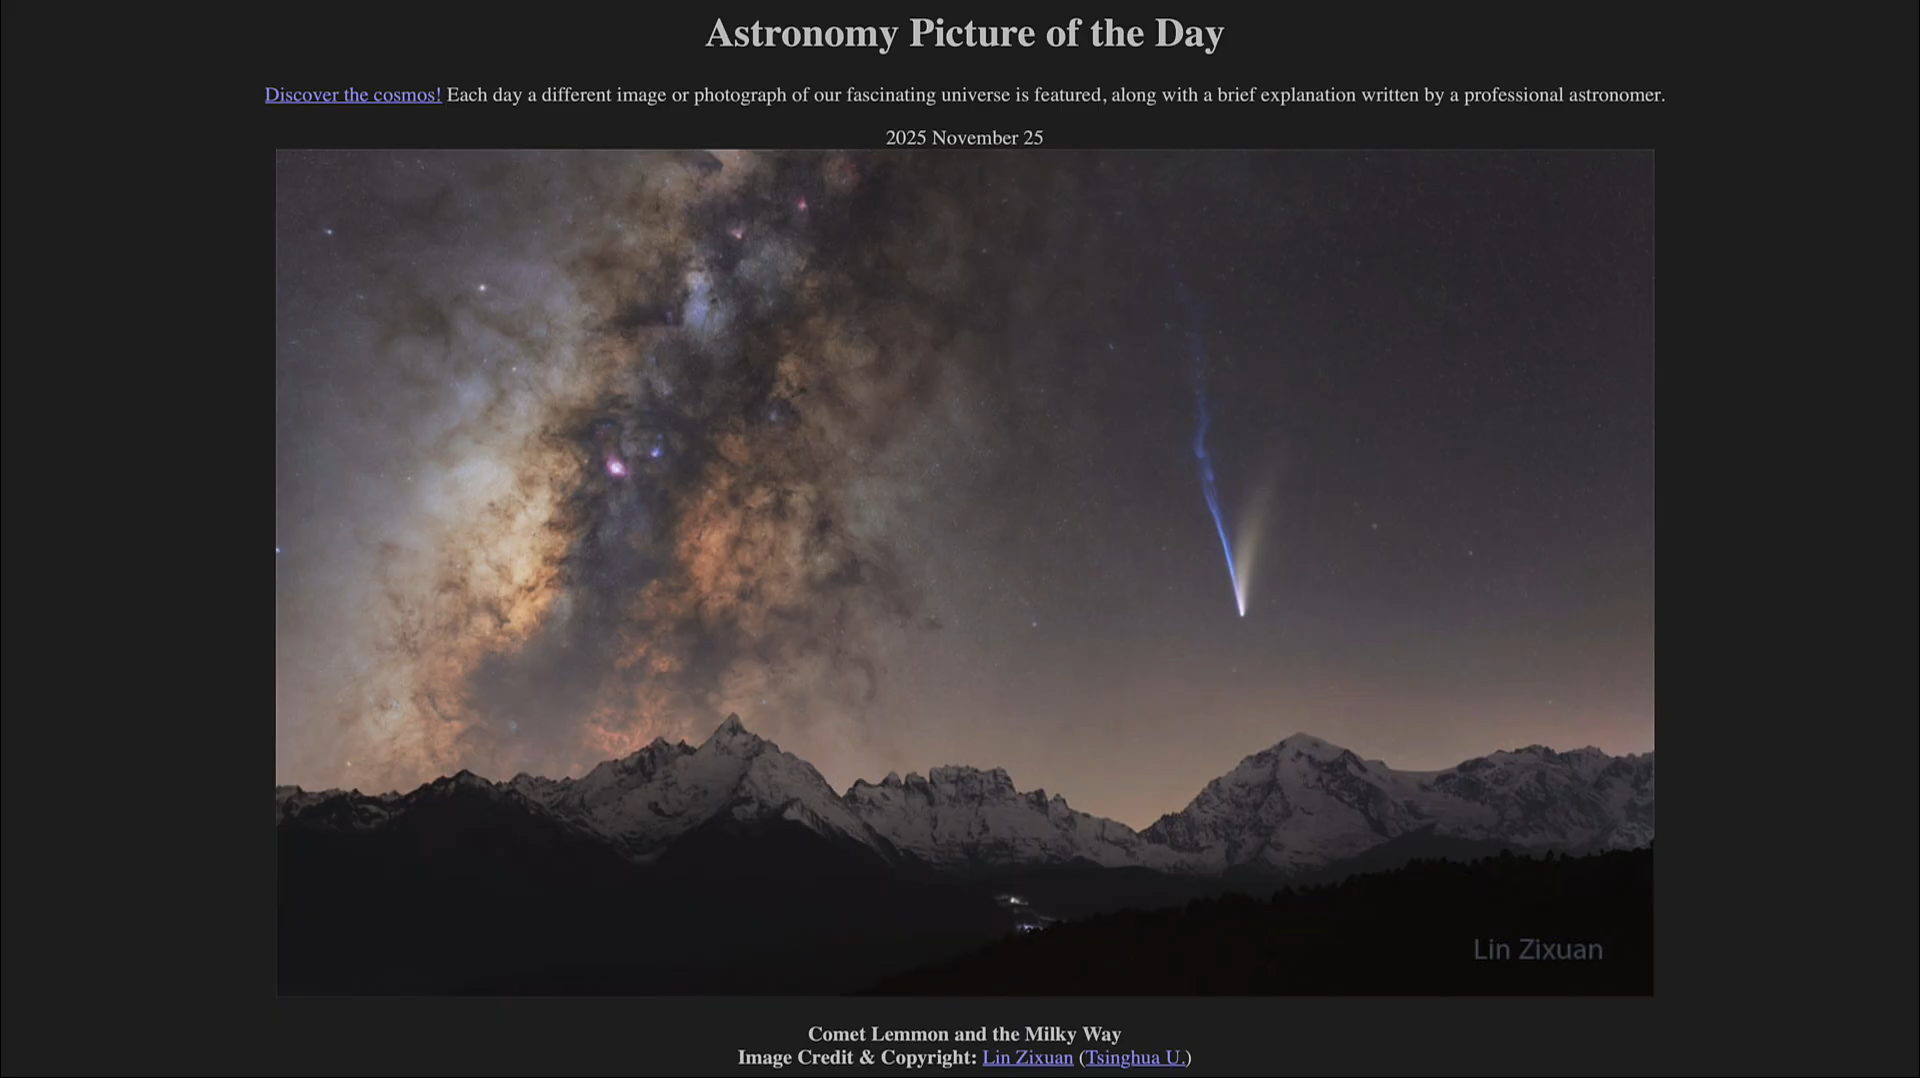 Astronomy Picture of the Day
Discover the cosmos! Each day a different image or photograph of our fascinating universe is featured, along with a brief explanation written by a professional astronomer.
2025 November 25
Lin Zixuan
Comet Lemmon and the Milky Way
Image Credit & Copyright: Lin Zixuan (Tsinghua U.)